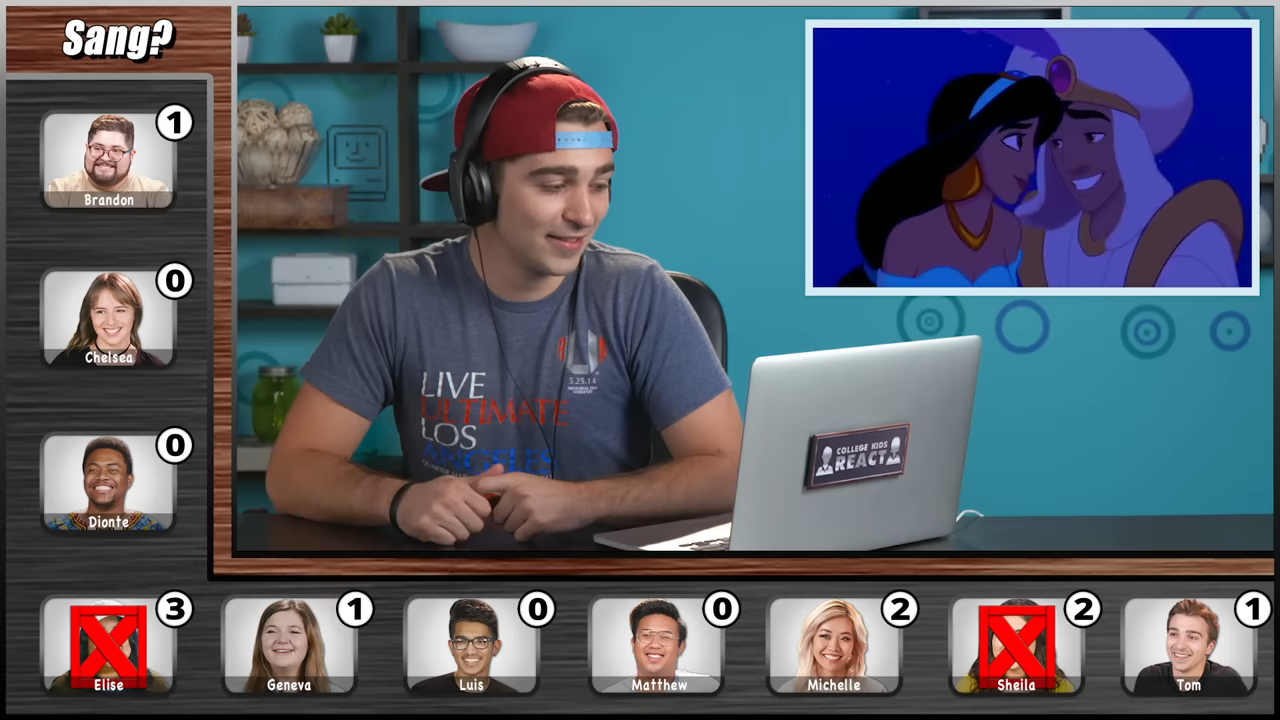 Sang?
1
Brandon
0
Chelsea
0
Dionte
LIVE
ULTIMATE
LOS
ANGELES
5.25.14
COLLEGE KIDS
REACT
3
Elise
1
Geneva
0
Luis
0
Matthew
2
Michelle
2
Sheila
1
Tom